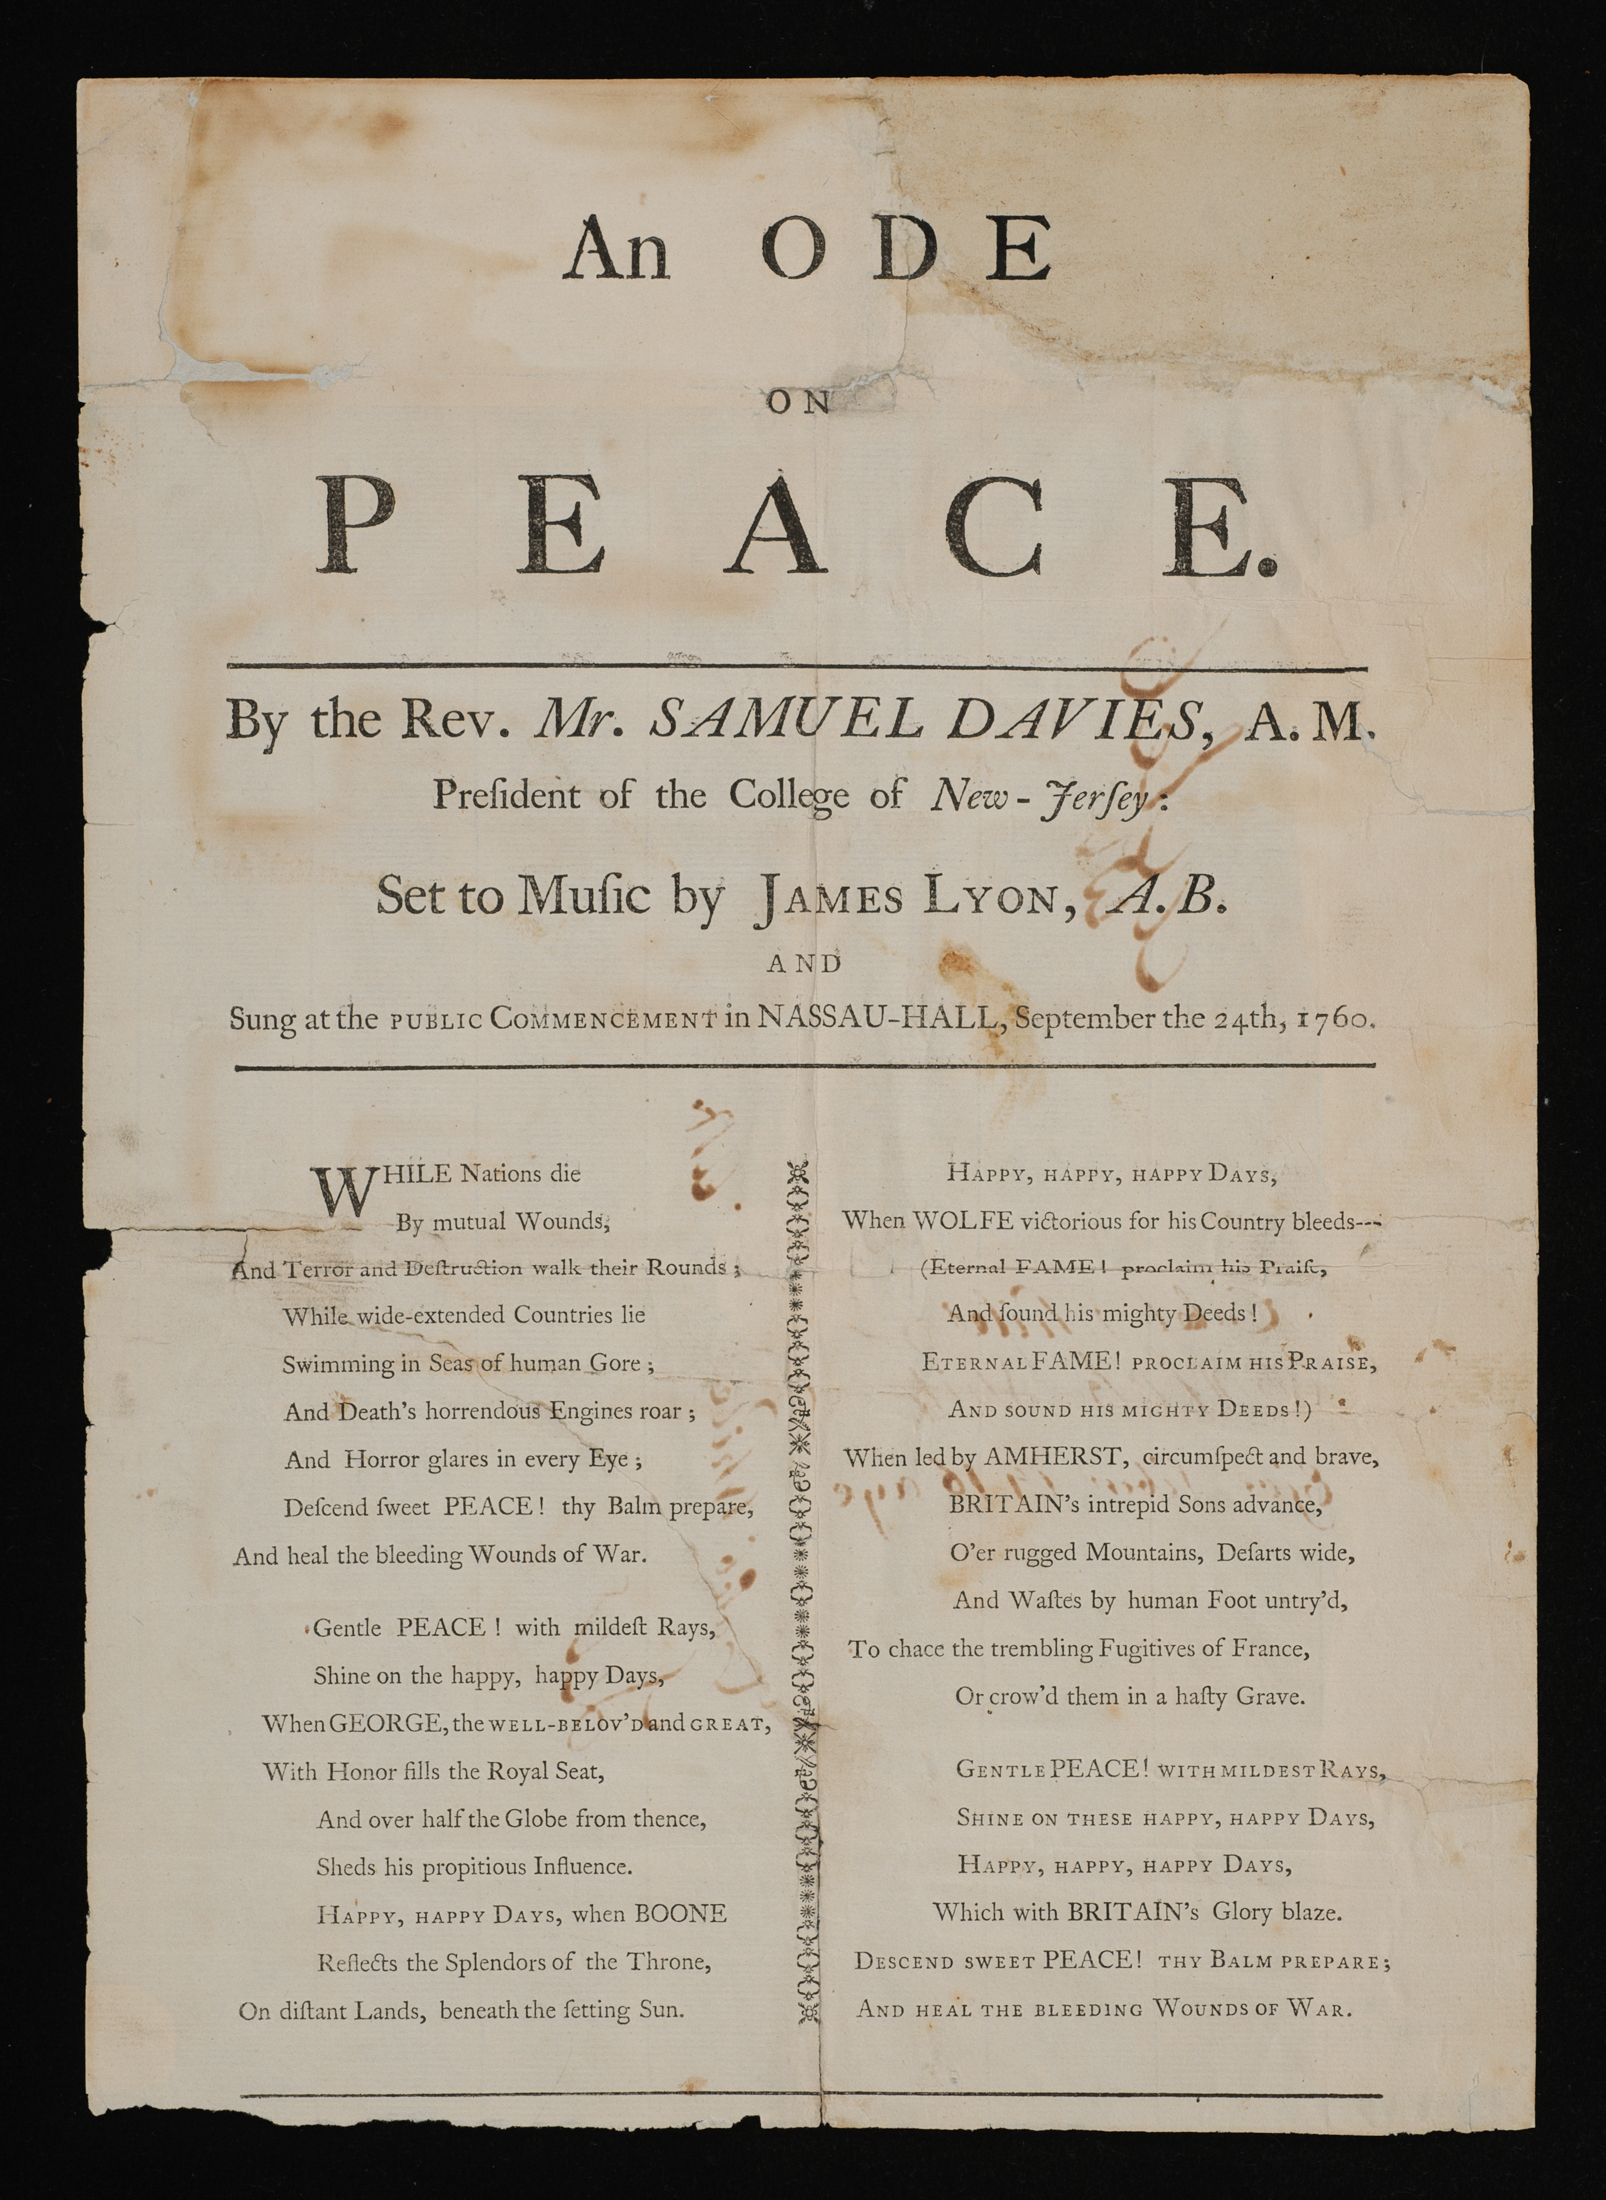 An ODE
ON
PEACE.
By the Rev. Mr. SAMUEL DAVIES, A. M.
Preſident of the College of New-Jerſey:
Set to Muſic by JAMES LYON, A. B.
AND
Sung at the PUBLIC COMMENCEMENT in NASSAU-HALL, September the 24th, 1760.
WHILE Nations die
By mutual Wounds,
And Terror and Deſtruction walk their Rounds;
While wide-extended Countries lie
Swimming in Seas of human Gore;
And Death's horrendous Engines roar;
And Horror glares in every Eye;
Deſcend ſweet PEACE! thy Balm prepare,
And heal the bleeding Wounds of War.
Gentle PEACE! with mildeſt Rays,
Shine on the happy, happy Days,
When GEORGE, the WELL-BELOV'D and GREAT,
With Honor fills the Royal Seat,
And over half the Globe from thence,
Sheds his propitious Influence.
HAPPY, HAPPY DAYS, when BOONE
Reflects the Splendors of the Throne,
On diſtant Lands, beneath the ſetting Sun.
HAPPY, HAPPY, HAPPY DAYS,
When WOLFE victorious for his Country bleeds---
(Eternal FAME! proclaim his Praiſe,
And ſound his mighty Deeds!
ETERNAL FAME! PROCLAIM HIS PRAISE,
AND SOUND HIS MIGHTY DEEDS!)
When led by AMHERST, circumſpect and brave,
BRITAIN's intrepid Sons advance,
O'er rugged Mountains, Deſarts wide,
And Waſtes by human Foot untry'd,
To chace the trembling Fugitives of France,
Or crow'd them in a haſty Grave.
GENTLE PEACE! WITH MILDEST RAYS,
SHINE ON THESE HAPPY, HAPPY DAYS,
HAPPY, HAPPY, HAPPY DAYS,
Which with BRITAIN's Glory blaze.
DESCEND SWEET PEACE! THY BALM PREPARE;
AND HEAL THE BLEEDING WOUNDS OF WAR.